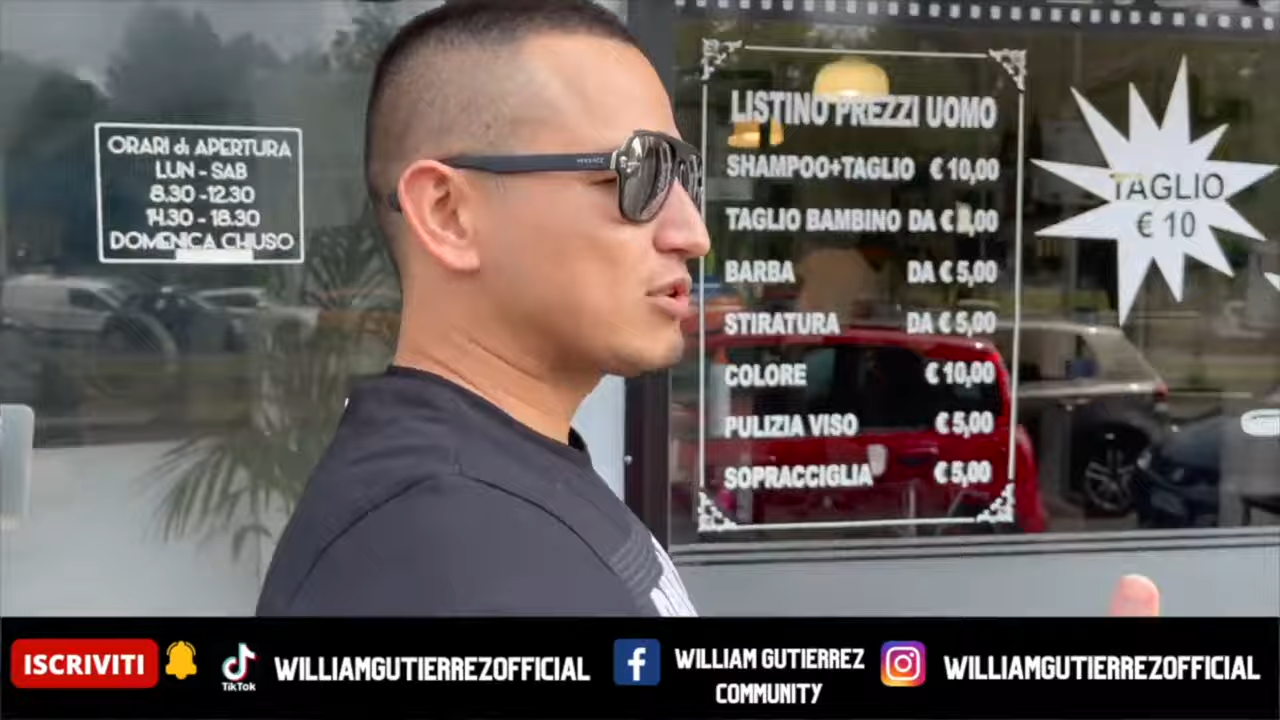 ORARI di APERTURA
LUN - SAB
8.30 -12.30
14.30 - 18.30
DOMENICA CHIUSO
VERSACE
LISTINO PREZZI UOMO
SHAMPOO+TAGLIO € 10,00
TAGLIO BAMBINO DA €
BARBA DA € 5,00
STIRATURA DA € 5,00
COLORE € 10,00
PULIZIA VISO € 5,00
SOPRACCIGLIA € 5,00
TAGLIO
€ 10
ISCRIVITI
TikTok
WILLIAMGUTIERREZOFFICIAL
WILLIAM GUTIERREZ
COMMUNITY
WILLIAMGUTIERREZOFFICIAL